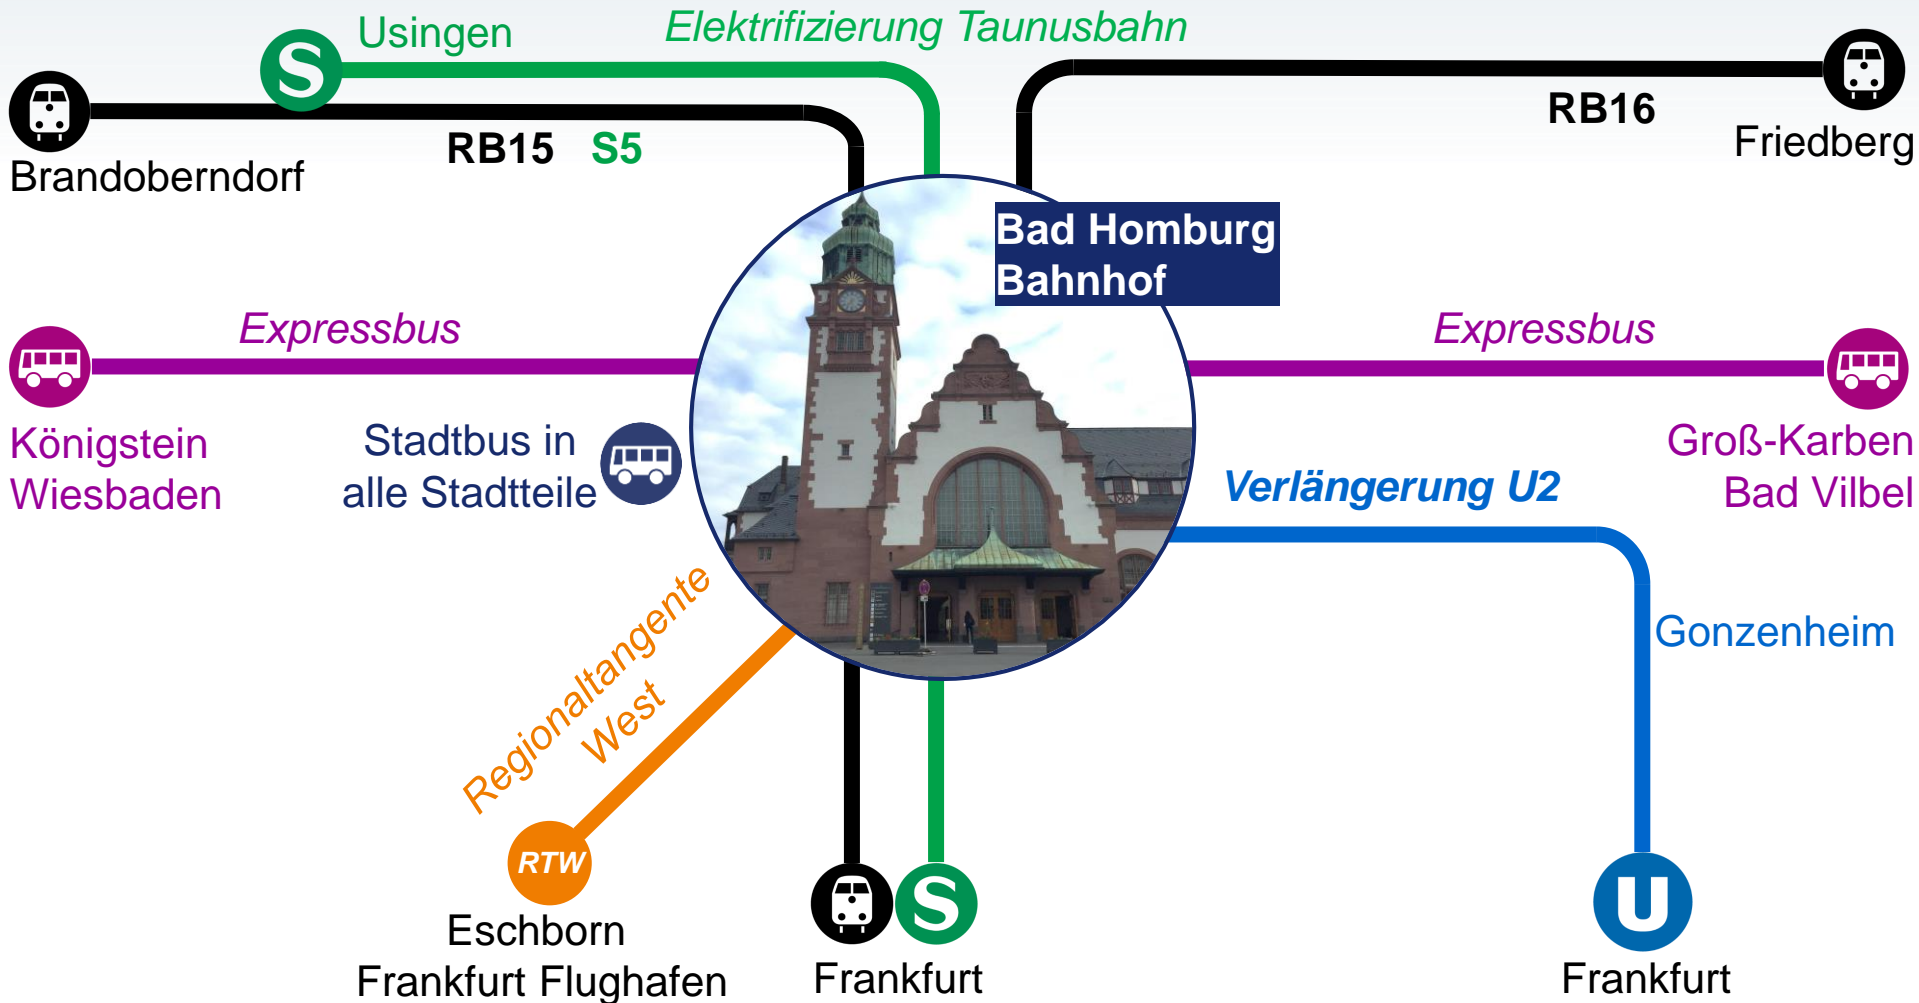 Usingen
Elektrifizierung Taunusbahn
S
RB15 S5
RB16
Brandoberndorf
Friedberg
Bad Homburg
Bahnhof
Expressbus
Expressbus
Königstein
Wiesbaden
Stadtbus in
alle Stadtteile
Groß-Karben
Bad Vilbel
Verlängerung U2
Gonzenheim
Regionaltangente
West
RTW
Eschborn
Frankfurt Flughafen
S
Frankfurt
U
Frankfurt